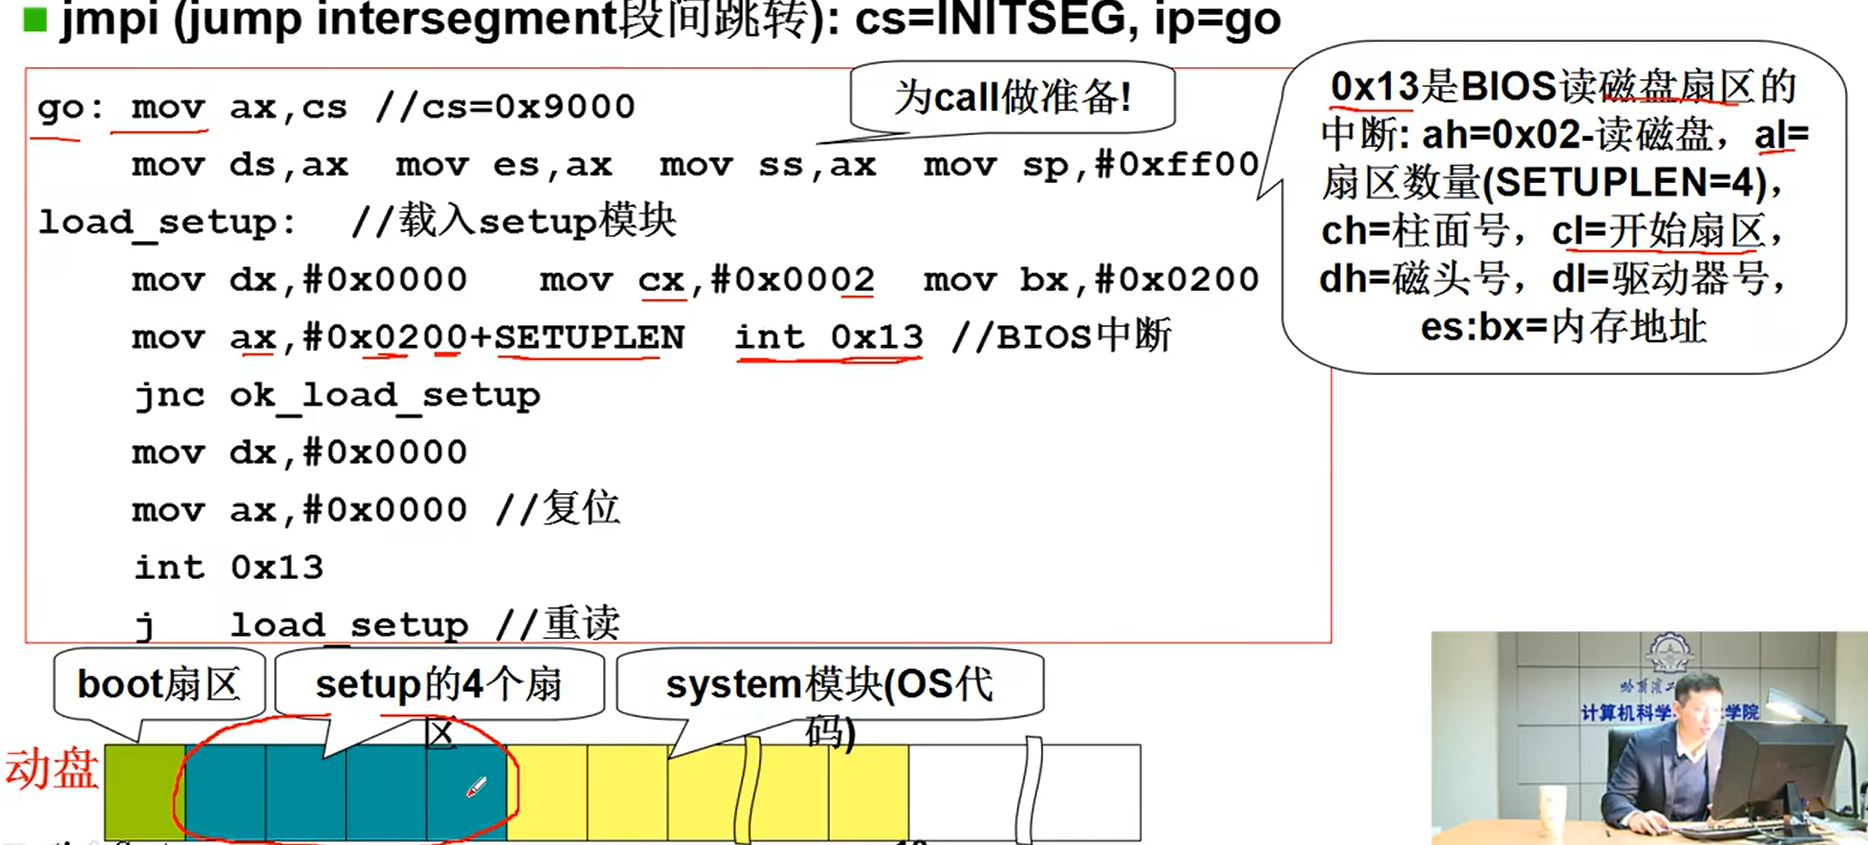 jmpi (jump intersegment段间跳转): cs=INITSEG, ip=go
go: mov ax,cs //cs=0x9000
为call做准备!
mov ds,ax mov es,ax mov ss,ax mov sp,#0xff00
load_setup: //载入setup模块
mov dx,#0x0000 mov cx,#0x0002 mov bx,#0x0200
mov ax,#0x0200+SETUPLEN int 0x13 //BIOS中断
jnc ok_load_setup
mov dx,#0x0000
mov ax,#0x0000 //复位
int 0x13
j load_setup //重读
0x13是BIOS读磁盘扇区的
中断: ah=0x02-读磁盘，al=
扇区数量(SETUPLEN=4)，
ch=柱面号，cl=开始扇区，
dh=磁头号，dl=驱动器号，
es:bx=内存地址
boot扇区
setup的4个扇
区
system模块(OS代
码)
动盘
计算机科学
学院